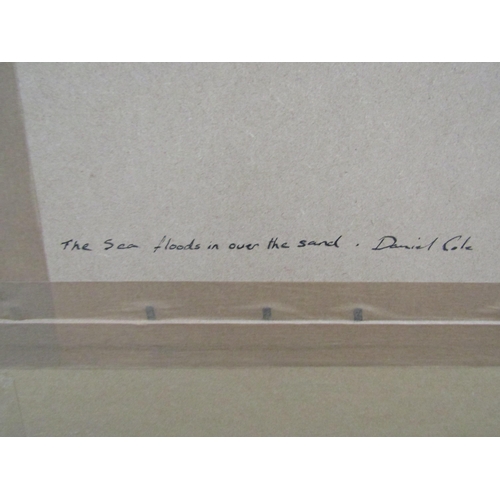 The Sea floods in over the sand. Daniel Cole